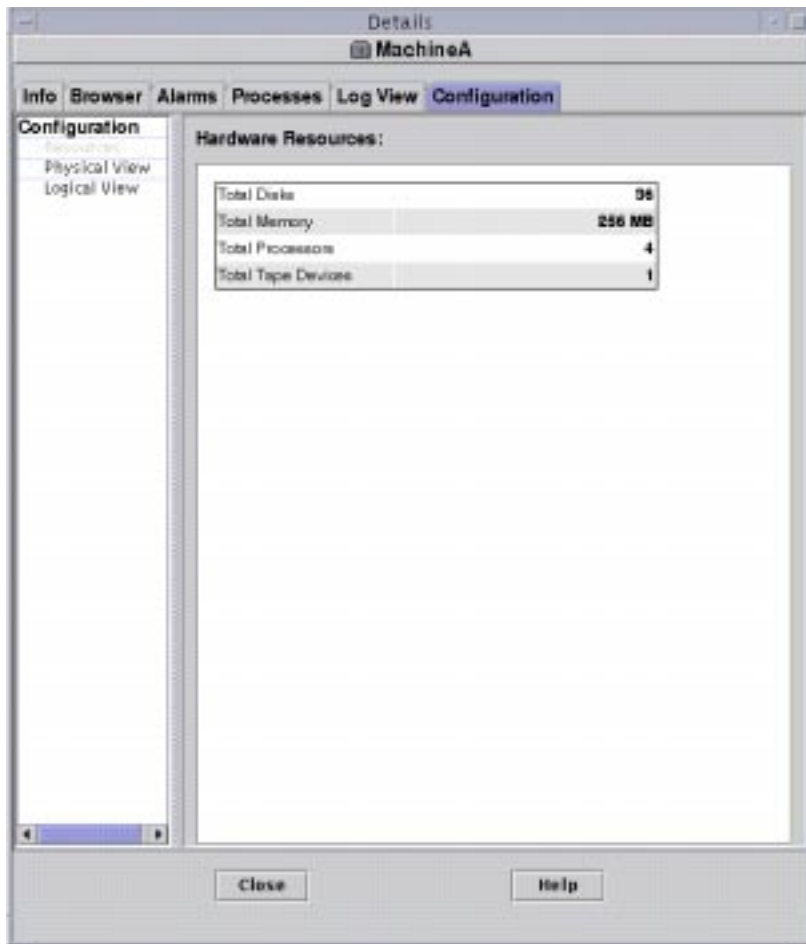 Details
MachineA
Info Browser Alarms Processes Log View Configuration
Configuration
Resources
Physical View
Logical View
Hardware Resources:
Total Disks 36
Total Memory 256 MB
Total Processors 4
Total Tape Devices 1
Close Help